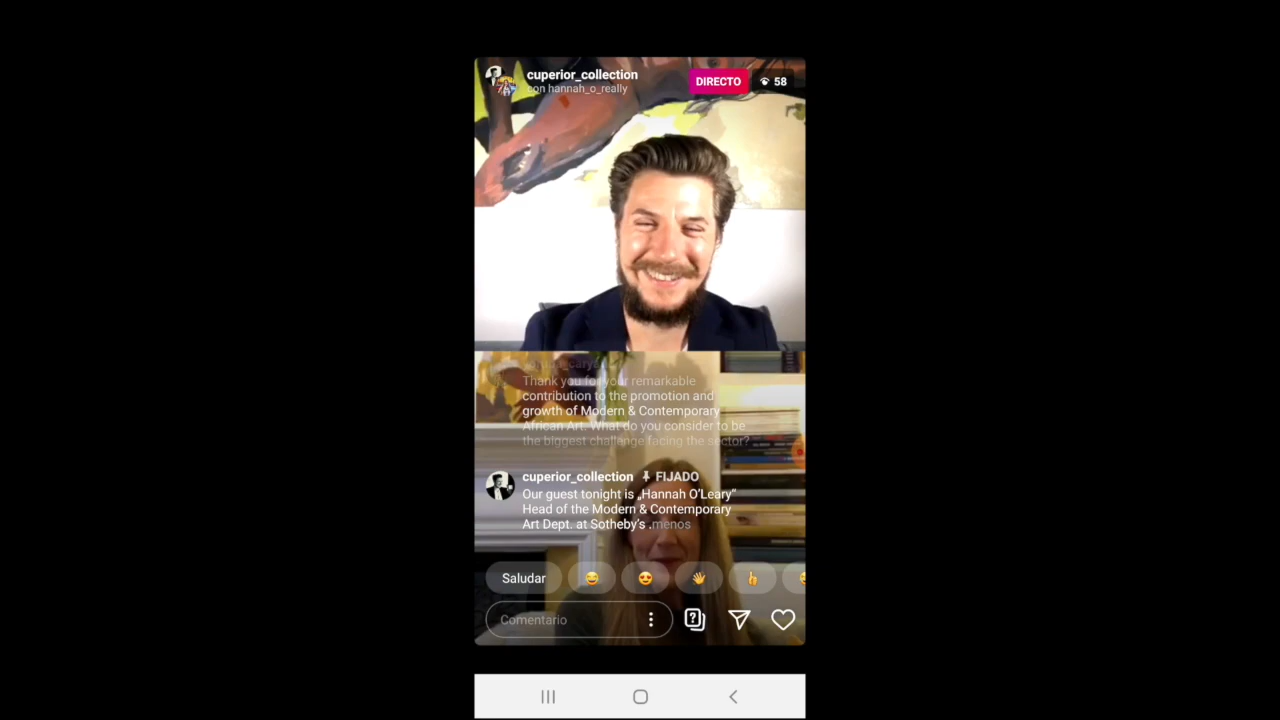 cuperior_collection
con hannah_o_really
DIRECTO
58
Thank you for your remarkable
contribution to the promotion and
growth of Modern & Contemporary
African Art. What do you consider to be
the biggest challenge facing the sector?
cuperior_collection FIJADO
Our guest tonight is „Hannah O'Leary“
Head of the Modern & Contemporary
Art Dept. at Sotheby's .menos
Saludar
Comentario